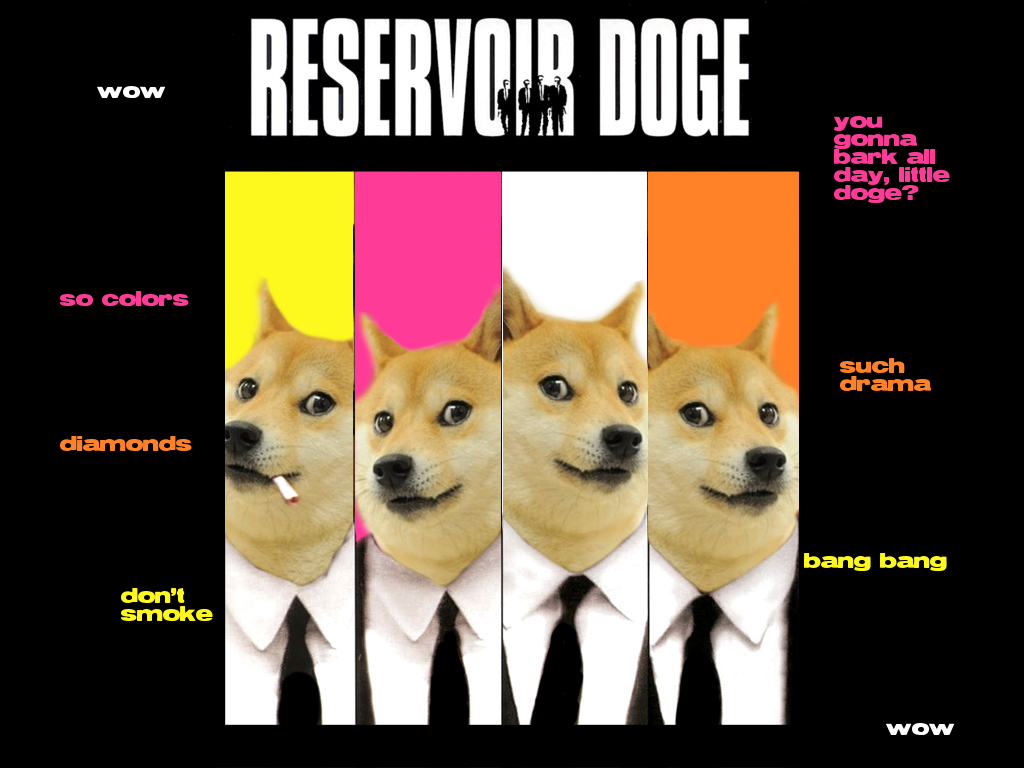 RESERVOIR DOGE
wow
you
gonna
bark all
day, little
doge?
so colors
such
drama
diamonds
bang bang
don't
smoke
wow